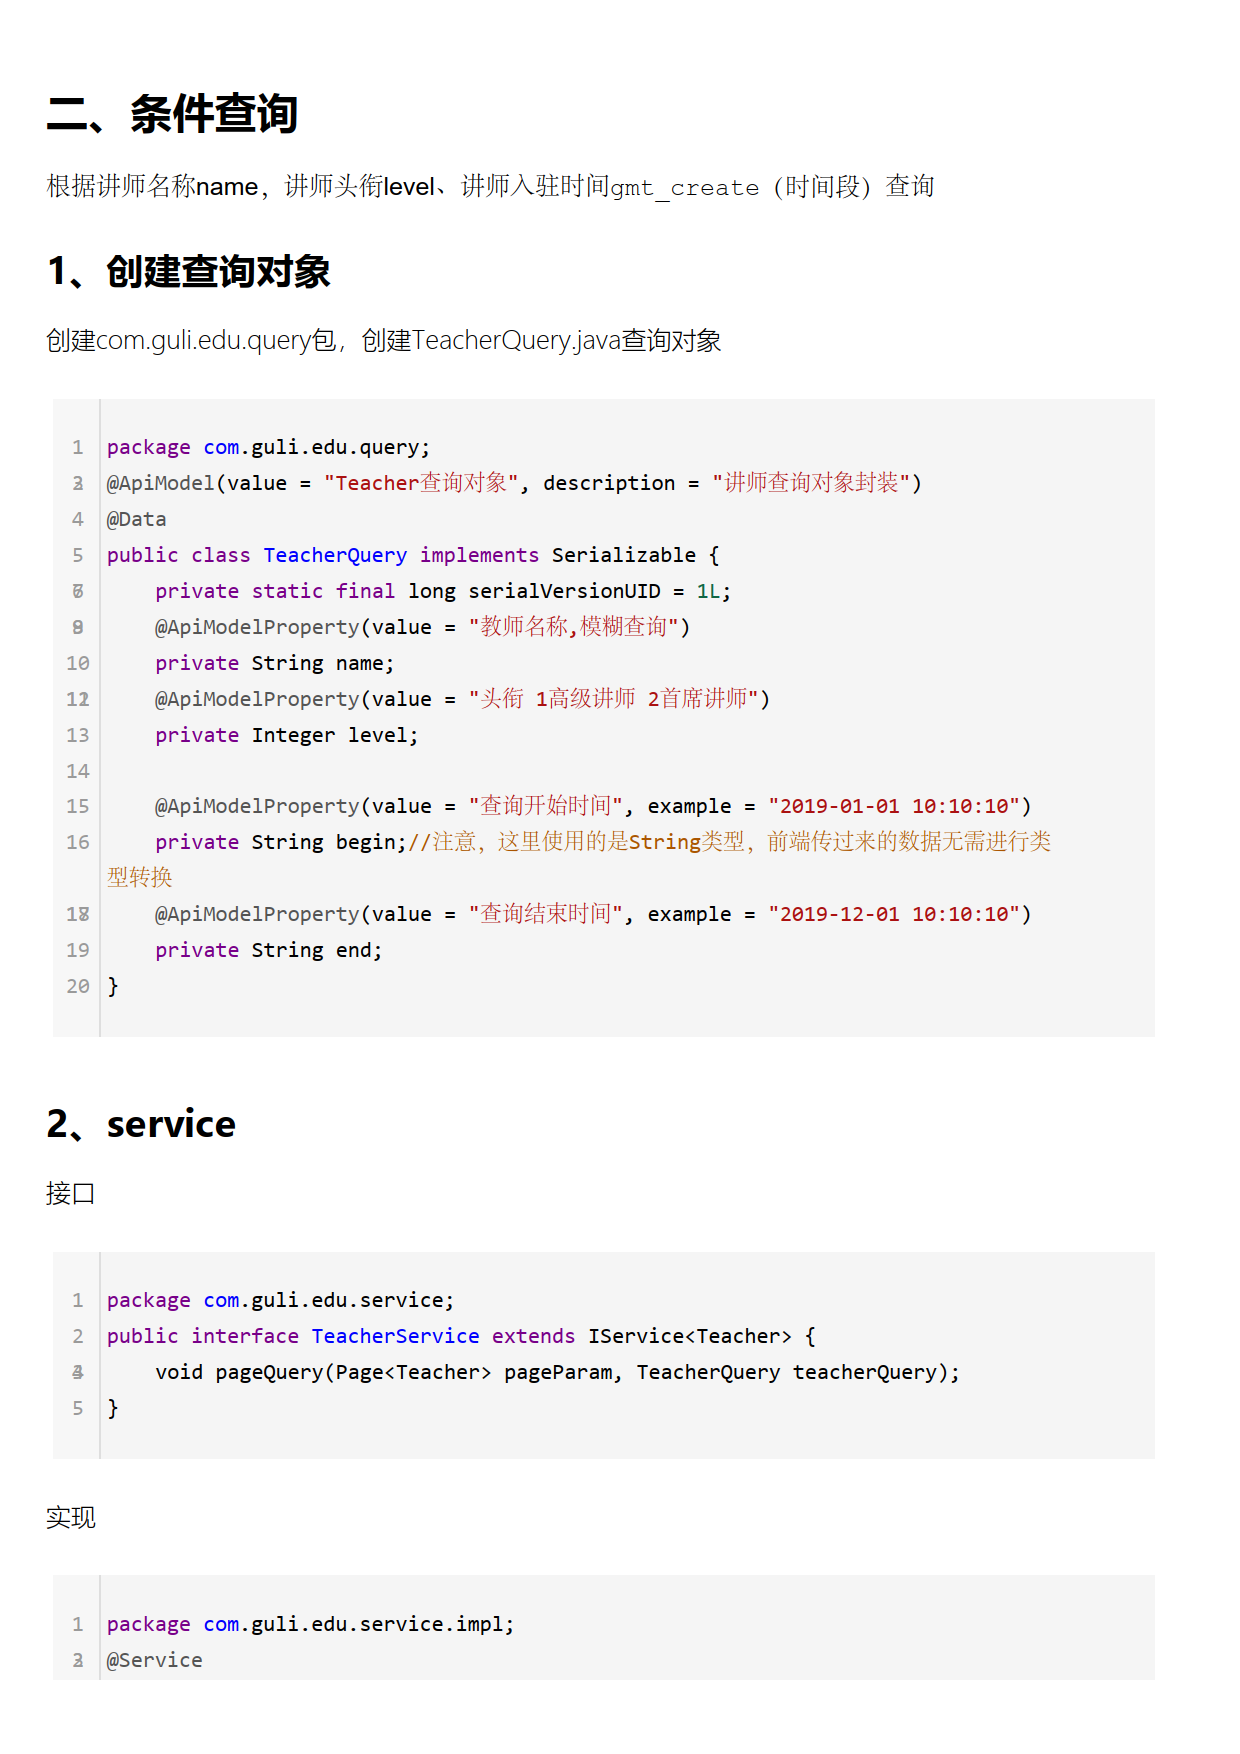 二、条件查询
根据讲师名称name，讲师头衔level、讲师入驻时间gmt_create（时间段）查询
1、创建查询对象
创建com.guli.edu.query包，创建TeacherQuery.java查询对象
1 package com.guli.edu.query;
@ApiModel(value = "Teacher查询对象", description = "讲师查询对象封装")
4 @Data
5 public class TeacherQuery implements Serializable {
private static final long serialVersionUID = 1L;
@ApiModelProperty(value = "教师名称,模糊查询")
10 private String name;
@ApiModelProperty(value = "头衔 1高级讲师 2首席讲师")
13 private Integer level;
14
15 @ApiModelProperty(value = "查询开始时间", example = "2019-01-01 10:10:10")
16 private String begin;//注意，这里使用的是String类型，前端传过来的数据无需进行类
型转换
@ApiModelProperty(value = "查询结束时间", example = "2019-12-01 10:10:10")
19 private String end;
20 }
2、service
接口
1 package com.guli.edu.service;
2 public interface TeacherService extends IService<Teacher> {
void pageQuery(Page<Teacher> pageParam, TeacherQuery teacherQuery);
5 }
实现
1 package com.guli.edu.service.impl;
@Service